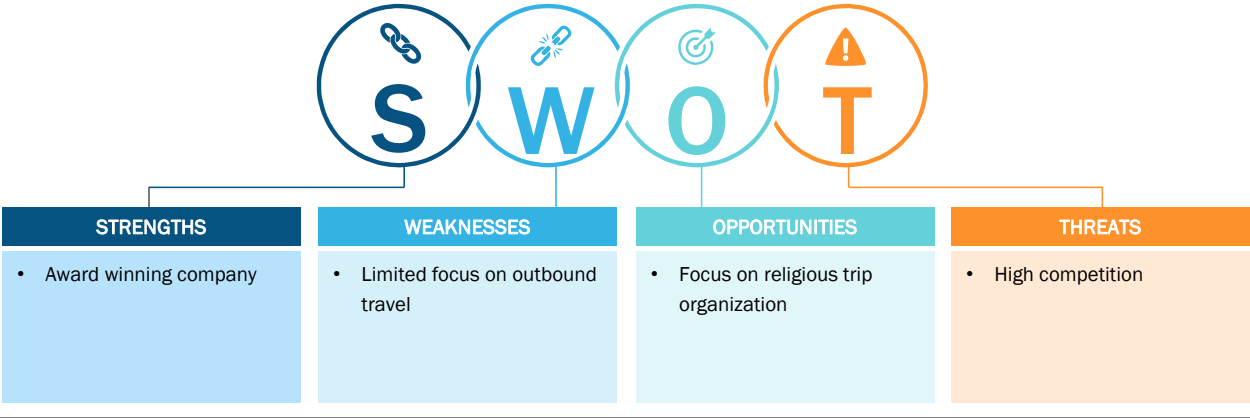 S W O T
STRENGTHS
• Award winning company
WEAKNESSES
• Limited focus on outbound
travel
OPPORTUNITIES
• Focus on religious trip
organization
THREATS
• High competition